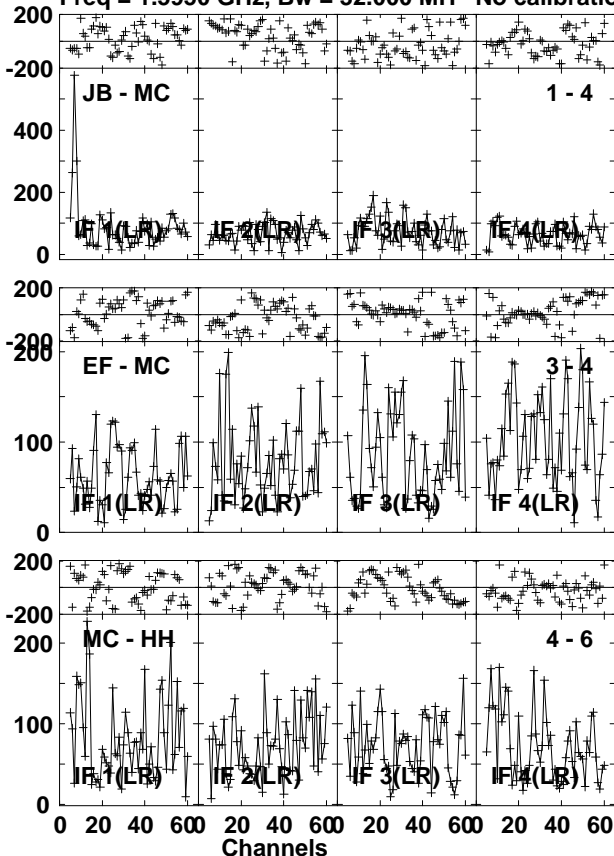 Freq = 1.5950 GHz, Bw = 32.000 MH No calibratio
200
-200
JB - MC
1 - 4
400
200
0
IF 1(LR) IF 2(LR) IF 3(LR) IF 4(LR)
200
-200
200
EF - MC
3 - 4
100
0
IF 1(LR) IF 2(LR) IF 3(LR) IF 4(LR)
200
-200
200
MC - HH
4 - 6
100
0
IF 1(LR) IF 2(LR) IF 3(LR) IF 4(LR)
0 20 40 60 0 20 40 60 0 20 40 60 0 20 40 60
Channels